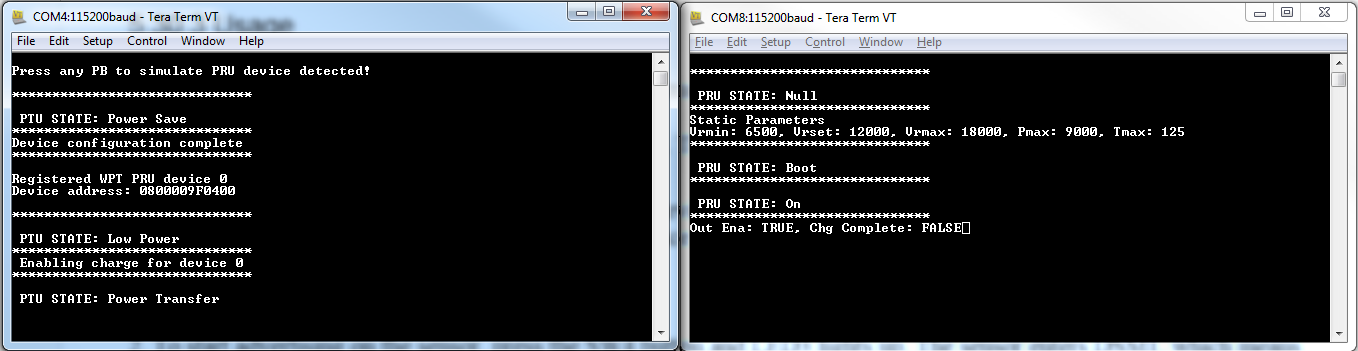 COM4:115200baud - Tera Term VT
File Edit Setup Control Window Help
Press any PB to simulate PRU device detected!
******************************
PTU STATE: Power Save
******************************
Device configuration complete
******************************
Registered WPT PRU device 0
Device address: 0800009F0400
******************************
PTU STATE: Low Power
******************************
Enabling charge for device 0
******************************
PTU STATE: Power Transfer
COM8:115200baud - Tera Term VT
File Edit Setup Control Window Help
******************************
PRU STATE: Null
******************************
Static Parameters
Vrmin: 6500, Vrset: 12000, Vrmax: 18000, Pmax: 9000, Tmax: 125
******************************
PRU STATE: Boot
******************************
PRU STATE: On
******************************
Out Ena: TRUE, Chg Complete: FALSE